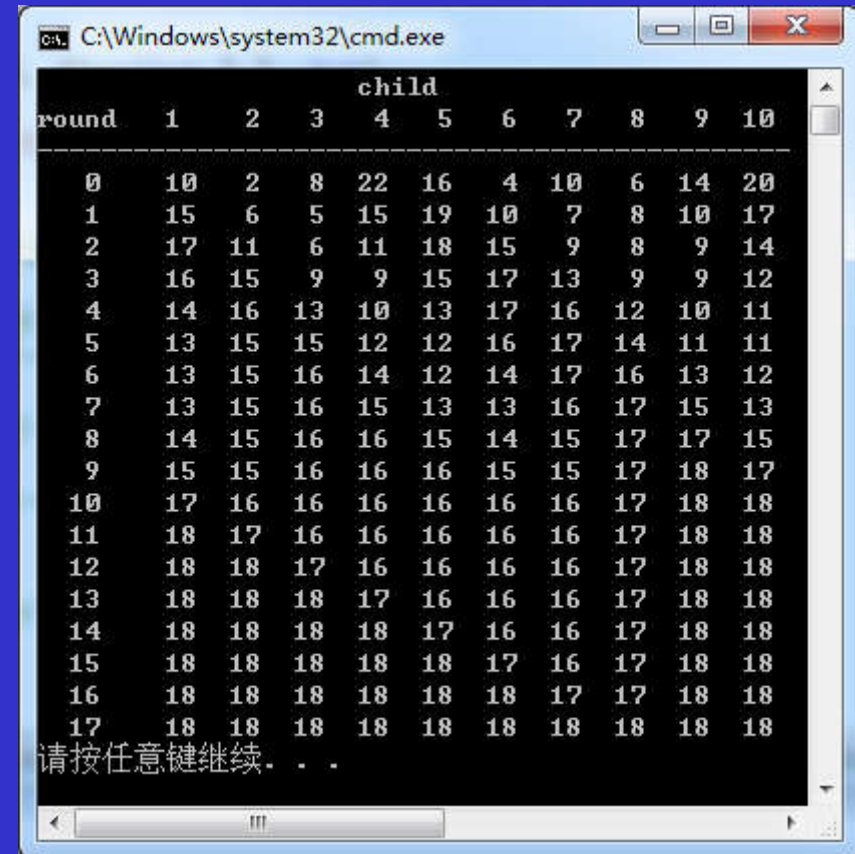 C:\Windows\system32\cmd.exe
child
round 1 2 3 4 5 6 7 8 9 10
0 10 2 8 22 16 4 10 6 14 20
1 15 6 5 15 19 10 7 8 10 17
2 17 11 6 11 18 15 9 8 9 14
3 16 15 9 9 15 17 13 9 9 12
4 14 16 13 10 13 17 16 12 10 11
5 13 15 15 12 12 16 17 14 11 11
6 13 15 16 14 12 14 17 16 13 12
7 13 15 16 15 13 13 16 17 15 13
8 14 15 16 16 15 14 15 17 17 15
9 15 15 16 16 16 15 15 17 18 17
10 17 16 16 16 16 16 16 17 18 18
11 18 17 16 16 16 16 16 17 18 18
12 18 18 17 16 16 16 16 17 18 18
13 18 18 18 17 16 16 16 17 18 18
14 18 18 18 18 17 16 16 17 18 18
15 18 18 18 18 18 17 16 17 18 18
16 18 18 18 18 18 18 17 17 18 18
17 18 18 18 18 18 18 18 18 18 18
请按任意键继续. . .